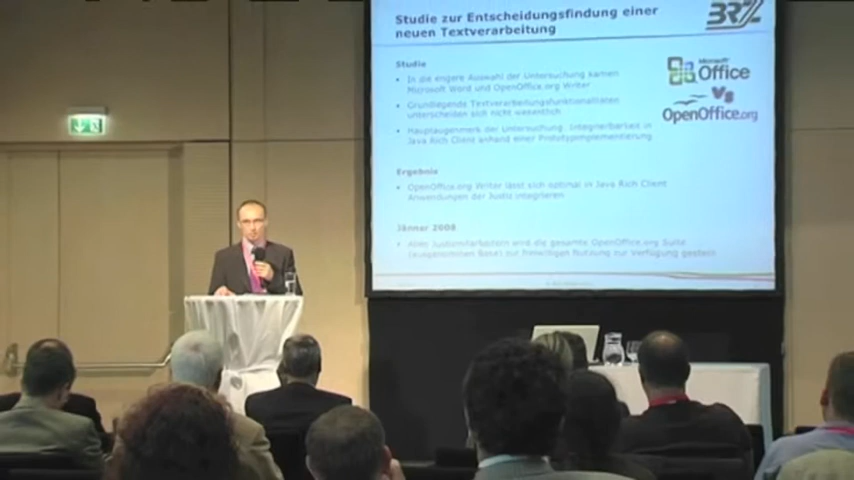 Studie zur Entscheidungsfindung einer
neuen Textverarbeitung
BRZ
Studie
• In die engere Auswahl der Untersuchung kamen
Microsoft Word und OpenOffice.org Writer
• Grundlegende Textverarbeitungsfunktionalitäten
unterscheiden sich nicht wesentlich
• Hauptaugenmerk der Untersuchung: Integrierbarkeit in
Java Rich Client anhand einer Prototypimplementierung
Microsoft
Office
Vs
OpenOffice.org
Ergebnis
• OpenOffice.org Writer lässt sich optimal in Java Rich Client
Anwendungen der Justiz integrieren
Jänner 2008
• Allen Justizmitarbeitern wird die gesamte OpenOffice.org Suite
(ausgenommen Base) zur freiwilligen Nutzung zur Verfügung gestellt